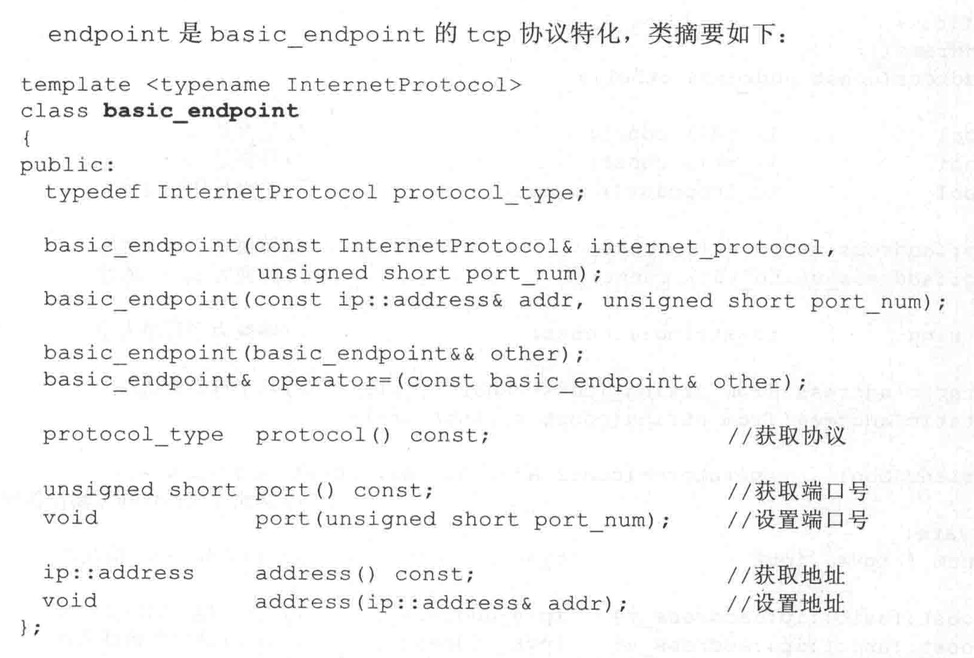 endpoint 是 basic_endpoint 的 tcp 协议特化，类摘要如下：
template <typename InternetProtocol>
class basic_endpoint
{
public:
typedef InternetProtocol protocol_type;
basic_endpoint(const InternetProtocol& internet_protocol,
unsigned short port_num);
basic_endpoint(const ip::address& addr, unsigned short port_num);
basic_endpoint(basic_endpoint&& other);
basic_endpoint& operator=(const basic_endpoint& other);
protocol_type protocol() const; //获取协议
unsigned short port() const; //获取端口号
void port(unsigned short port_num); //设置端口号
ip::address address() const; //获取地址
void address(ip::address& addr); //设置地址
};